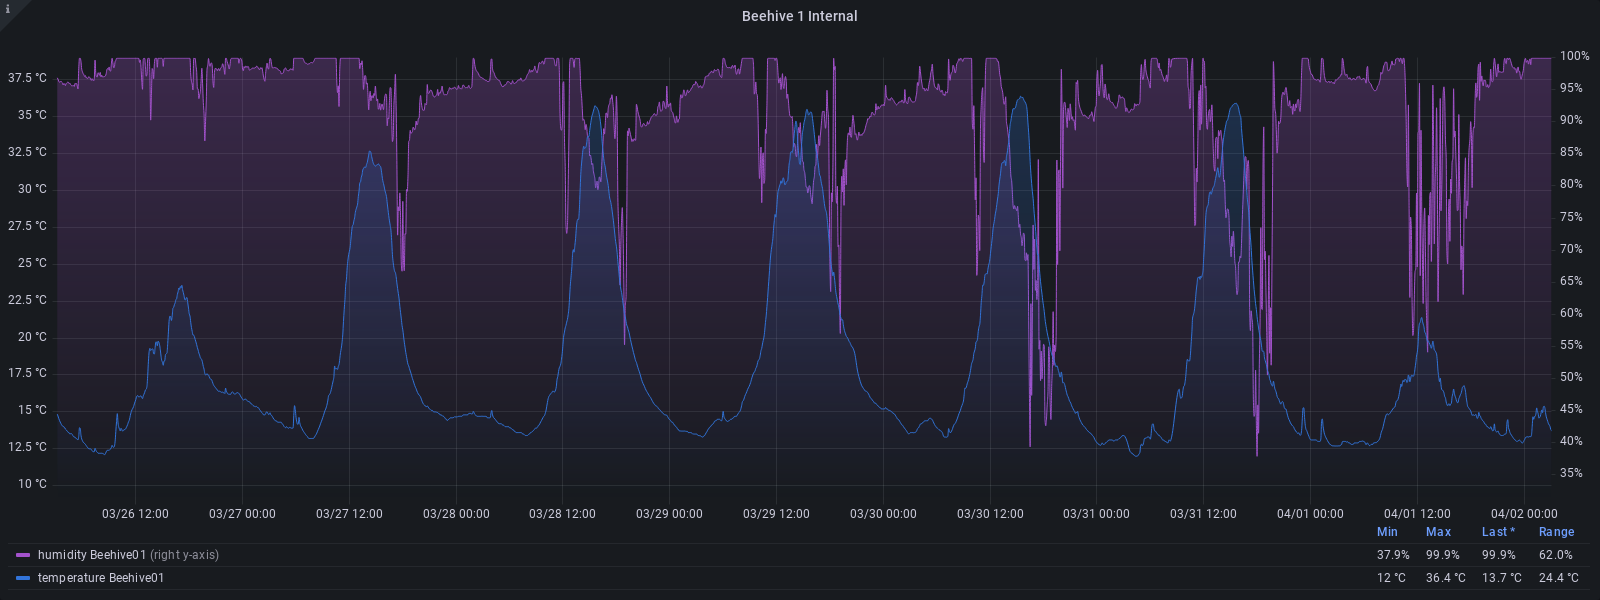 i
Beehive 1 Internal
37.5 °C
35 °C
32.5 °C
30 °C
27.5 °C
25 °C
22.5 °C
20 °C
17.5 °C
15 °C
12.5 °C
10 °C
100%
95%
90%
85%
80%
75%
70%
65%
60%
55%
50%
45%
40%
35%
03/26 12:00 03/27 00:00 03/27 12:00 03/28 00:00 03/28 12:00 03/29 00:00 03/29 12:00 03/30 00:00 03/30 12:00 03/31 00:00 03/31 12:00 04/01 00:00 04/01 12:00 04/02 00:00
Min Max Last * Range
humidity Beehive01 (right y-axis) 37.9% 99.9% 99.9% 62.0%
temperature Beehive01 12 °C 36.4 °C 13.7 °C 24.4 °C